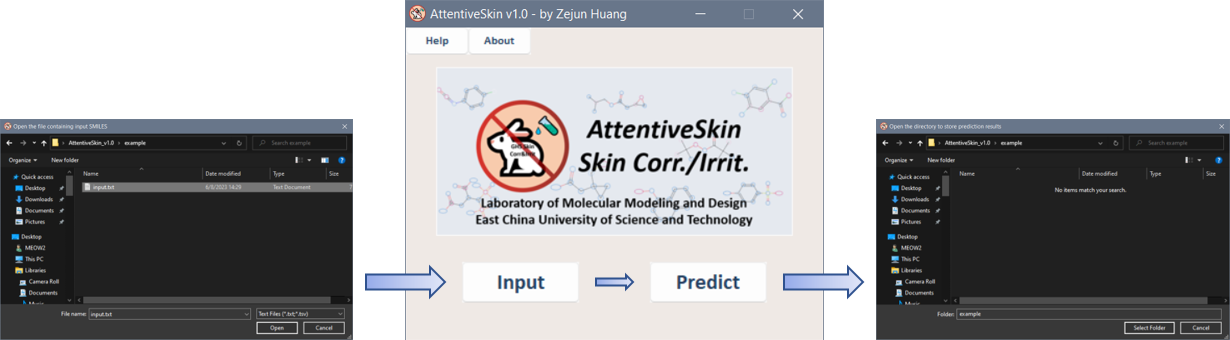 Open the file containing input SMILES
AttentiveSkin_v1.0 › example
Search example
Organize
New folder
Name
Date modified
Type
Size
Quick access
Desktop
Downloads
Documents
Pictures
Desktop
MEOW2
This PC
Libraries
Camera Roll
Documents
Music
input.txt
6/9/2023 14:29
Text Document
File name:
input.txt
Text Files (*.txt;*.tsv)
Open
Cancel
AttentiveSkin v1.0 - by Zejun Huang
Help
About
GHS Skin
Corr&Irrit
AttentiveSkin
Skin Corr./Irrit.
Laboratory of Molecular Modeling and Design
East China University of Science and Technology
Input
Predict
Open the directory to store prediction results
AttentiveSkin_v1.0 › example
Search example
Organize
New folder
Name
Date modified
Type
Size
No items match your search.
Quick access
Desktop
Downloads
Documents
Pictures
Desktop
MEOW2
This PC
Libraries
Camera Roll
Documents
Music
Folder:
example
Select Folder
Cancel